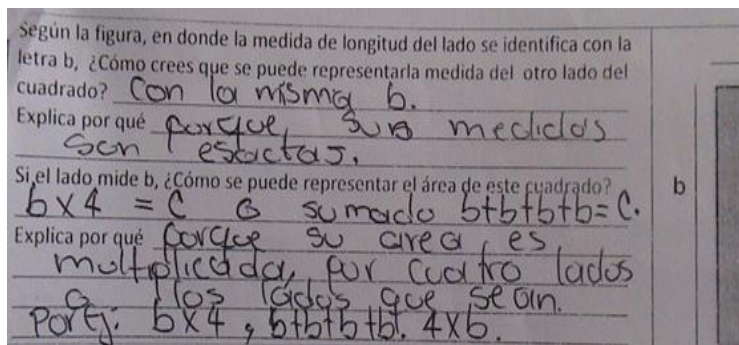 Según la figura, en donde la medida de longitud del lado se identifica con la
letra b, ¿Cómo crees que se puede representarla medida del otro lado del
cuadrado? Con la misma b.
Explica por qué porque sus medidas
son esactas.
Si el lado mide b, ¿Cómo se puede representar el área de este cuadrado?
b x 4 = C o sumado b+b+b+b= C.
Explica por qué porque su area es
multiplicada, por cuatro lados
o los lados que sean.
Por Ej: b x 4, b+b+b+b. 4xb.
b